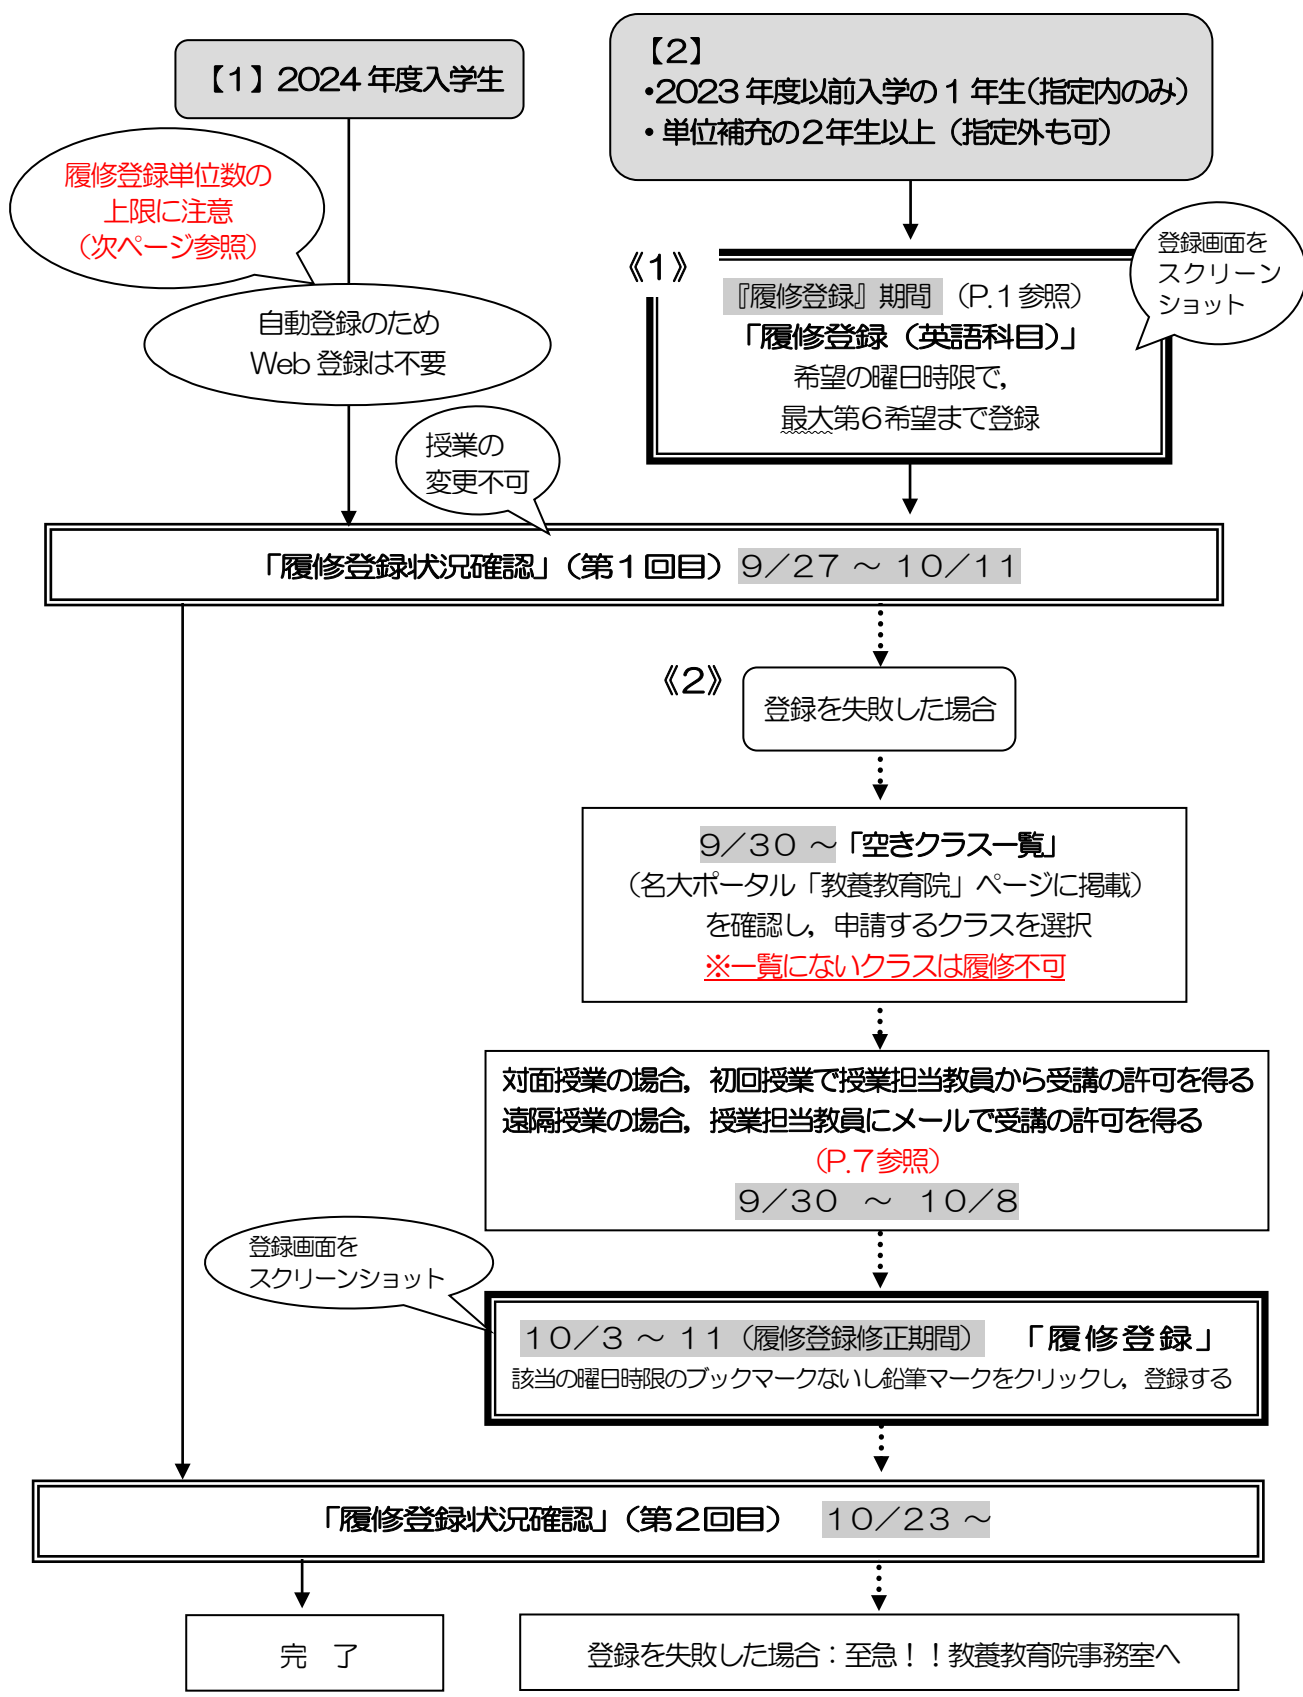 【1】2024年度入学生
【2】
・2023年度以前入学の1年生（指定内のみ）
・単位補充の2年生以上（指定外も可）
履修登録単位数の
上限に注意
（次ページ参照）
自動登録のため
Web登録は不要
《1》
『履修登録』期間　（P.1参照）
「履修登録（英語科目）」
希望の曜日時限で，
最大第6希望まで登録
登録画面を
スクリーン
ショット
授業の
変更不可
「履修登録状況確認」（第1回目）9／27 ～ 10／11
《2》
登録を失敗した場合
9／30 ～「空きクラス一覧」
（名大ポータル「教養教育院」ページに掲載）
を確認し，申請するクラスを選択
※一覧にないクラスは履修不可
対面授業の場合，初回授業で授業担当教員から受講の許可を得る
遠隔授業の場合，授業担当教員にメールで受講の許可を得る
（P.7参照）
9／30　～　10／8
登録画面を
スクリーンショット
10／3 ～ 11（履修登録修正期間）　「履修登録」
該当の曜日時限のブックマークないし鉛筆マークをクリックし，登録する
「履修登録状況確認」（第2回目）　10／23 ～
完　了
登録を失敗した場合：至急！！教養教育院事務室へ